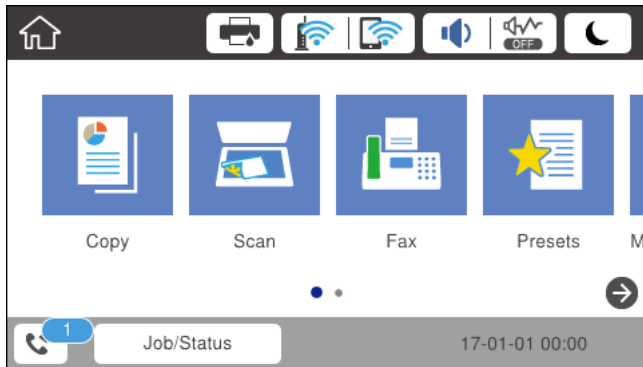 OFF
Copy
Scan
Fax
Presets
M
1
Job/Status
17-01-01 00:00